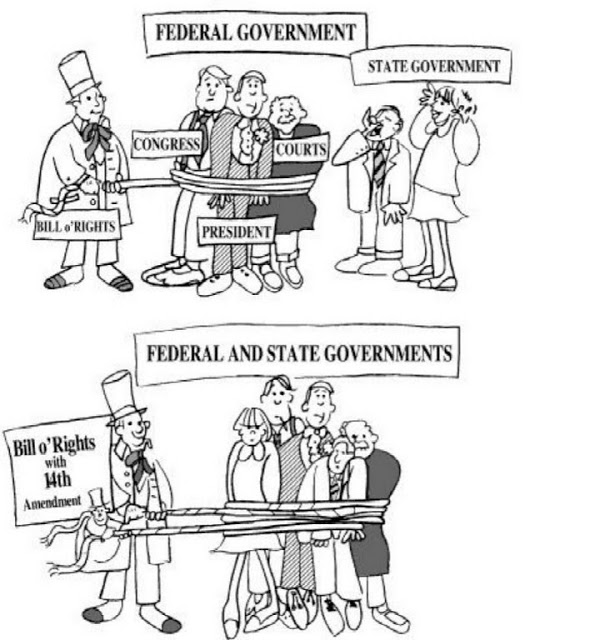 FEDERAL GOVERNMENT
STATE GOVERNMENT
CONGRESS
COURTS
BILL o'RIGHTS
PRESIDENT
FEDERAL AND STATE GOVERNMENTS
Bill o'Rights
with
14th
Amendment